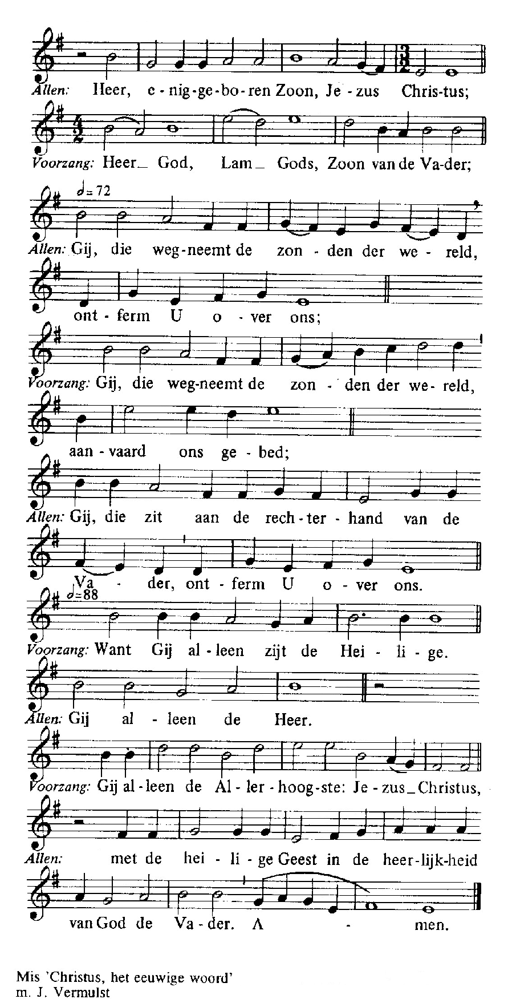 Allen: Heer, e - nig-ge-bo-ren Zoon, Je - zus Chris-tus;
Voorzang: Heer_ God, Lam_ Gods, Zoon van de Va-der;
𝅗𝅥=72
Allen: Gij, die weg-neemt de zon - den der we - reld,
ont - ferm U o - ver ons;
Voorzang: Gij, die weg-neemt de zon - den der we- reld,
aan - vaard ons ge - bed;
Allen: Gij, die zit aan de rech - ter - hand van de
Va - der, ont - ferm U o - ver ons.
𝅗𝅥=88
Voorzang: Want Gij al - leen zijt de Hei - li - ge.
Allen: Gij al - leen de Heer.
Voorzang: Gij al - leen de Al - ler - hoog-ste: Je - zus_ Christus,
Allen: met de hei - li - ge Geest in de heer-lijk-heid
van God de Va - der. A - men.
Mis 'Christus, het eeuwige woord'
m. J. Vermulst